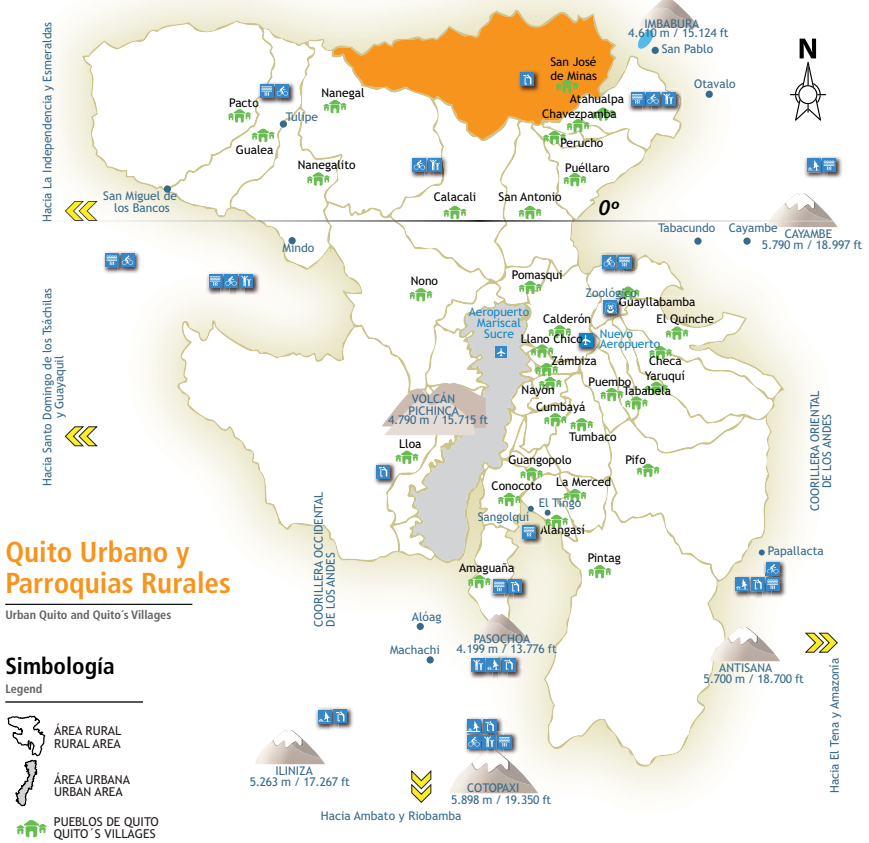 IMBABURA
4.610 m / 15.124 ft
San Pablo
Hacia La Independencia y Esmeraldas
San José
de Minas
N
Otavalo
Nanegal
Pacto
Atahualpa
Chavezpamba
Tulipe
Gualea
Perucho
Nanegalito
Puéllaro
San Miguel de
los Bancos
Calacalí
San Antonio
0º
Tabacundo
Cayambe
CAYAMBE
5.790 m / 18.997 ft
Mindo
Nono
Pomasqui
Zoológico
Guayllabamba
Aeropuerto
Mariscal
Sucre
Calderón
El Quinche
Llano Chico
Nuevo
Aeropuerto
Checa
Zámbiza
Yaruquí
Nayón
Puembo
Tababela
Hacia Santo Domingo de los Tsáchilas
y Guayaquil
VOLCÁN
PICHINCA
4.790 m / 15.715 ft
Cumbayá
Tumbaco
Lloa
Guangopolo
Pifo
COORILLERA ORIENTAL
DE LOS ANDES
Conocoto
La Merced
El Tingo
Sangolquí
Alangasí
COORILLERA OCCIDENTAL
DE LOS ANDES
Quito Urbano y
Parroquias Rurales
Urban Quito and Quito´s Villages
Papallacta
Pintag
Amaguaña
Alóag
PASOCHOA
4.199 m / 13.776 ft
Machachi
ANTISANA
5.700 m / 18.700 ft
Hacia El Tena y Amazonía
Simbología
Legend
ÁREA RURAL
RURAL AREA
ÁREA URBANA
URBAN AREA
PUEBLOS DE QUITO
QUITO´S VILLAGES
ILINIZA
5.263 m / 17.267 ft
COTOPAXI
5.898 m / 19.350 ft
Hacia Ambato y Riobamba